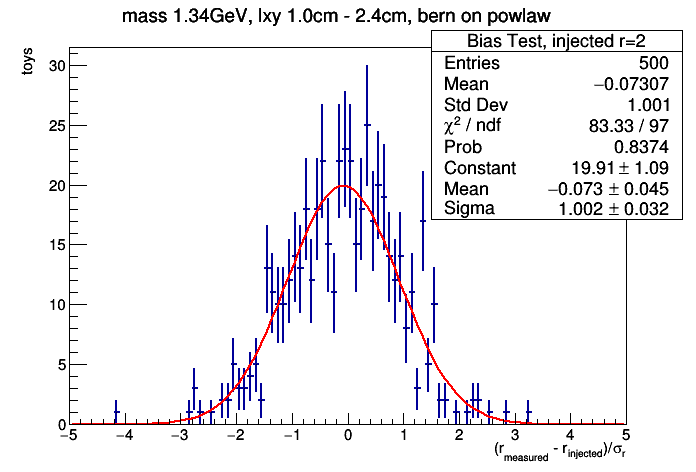 mass 1.34GeV, lxy 1.0cm - 2.4cm, bern on powlaw
Bias Test, injected r=2
Entries 500
Mean −0.07307
Std Dev 1.001
χ² / ndf 83.33 / 97
Prob 0.8374
Constant 19.91 ± 1.09
Mean −0.073 ± 0.045
Sigma 1.002 ± 0.032
toys
30
25
20
15
10
5
0
−5 −4 −3 −2 −1 0 1 2 3 4 5
(r_measured - r_injected)/σ_r